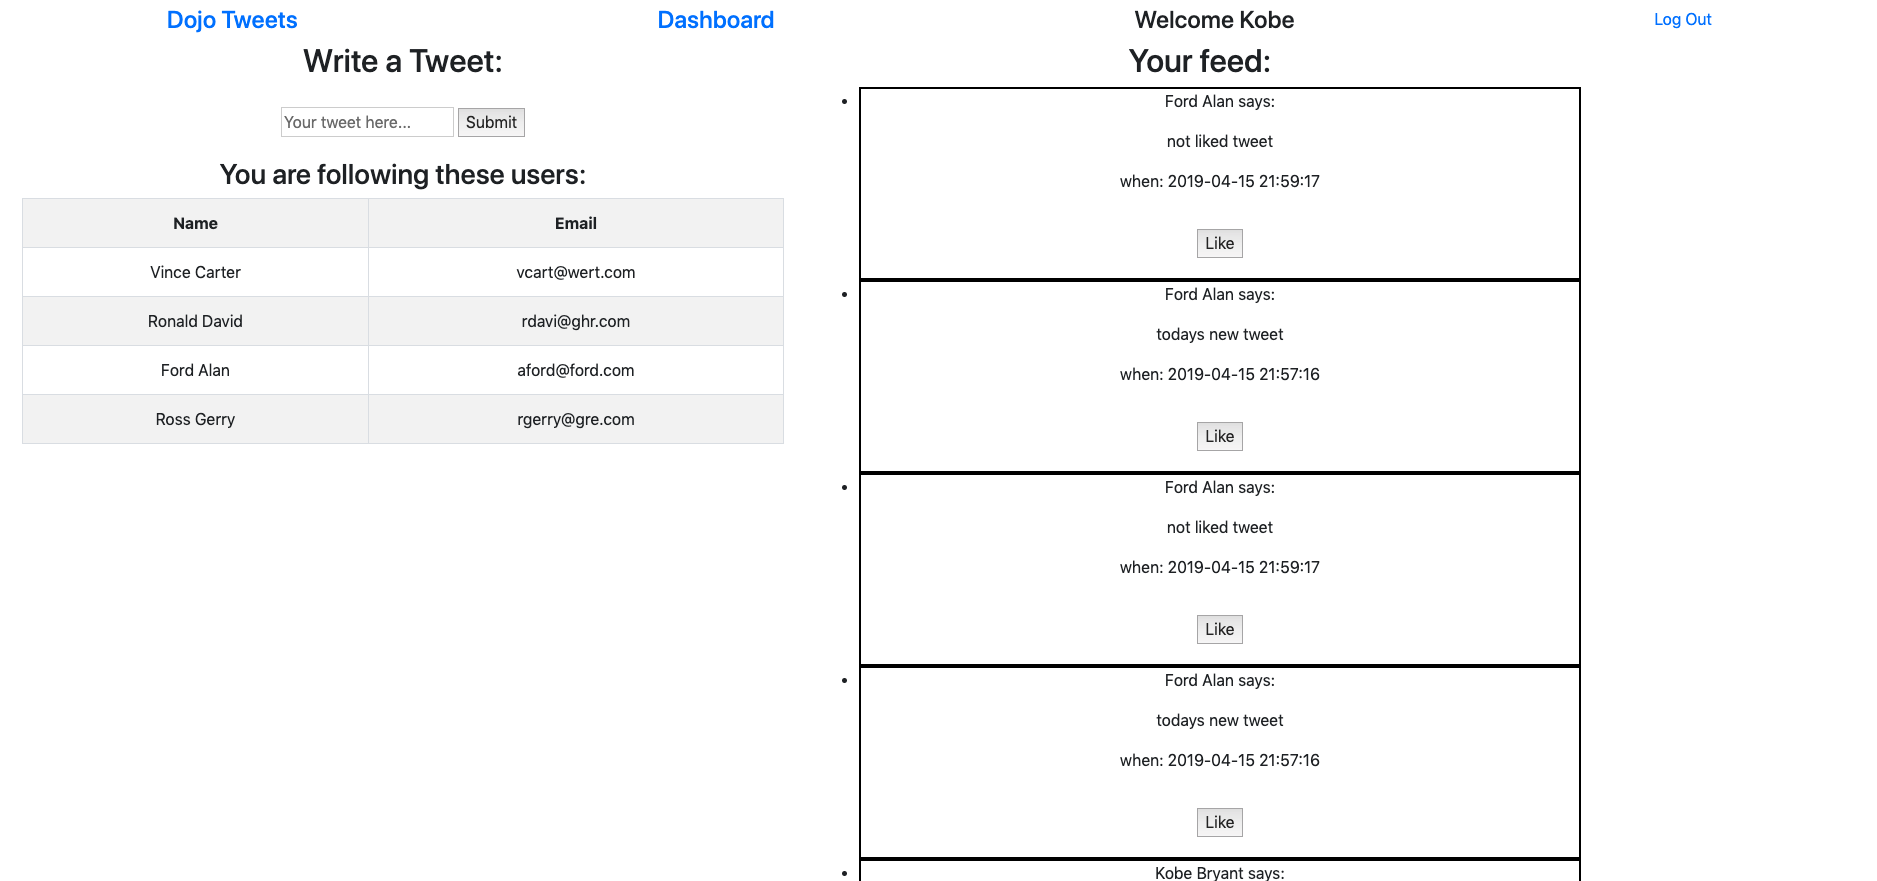 Dojo Tweets Dashboard Welcome Kobe Log Out
Write a Tweet:
Your tweet here... Submit
You are following these users:
Name Email
Vince Carter vcart@wert.com
Ronald David rdavi@ghr.com
Ford Alan aford@ford.com
Ross Gerry rgerry@gre.com
Your feed:
Ford Alan says:
not liked tweet
when: 2019-04-15 21:59:17
Like
Ford Alan says:
todays new tweet
when: 2019-04-15 21:57:16
Like
Ford Alan says:
not liked tweet
when: 2019-04-15 21:59:17
Like
Ford Alan says:
todays new tweet
when: 2019-04-15 21:57:16
Like
Kobe Bryant says: